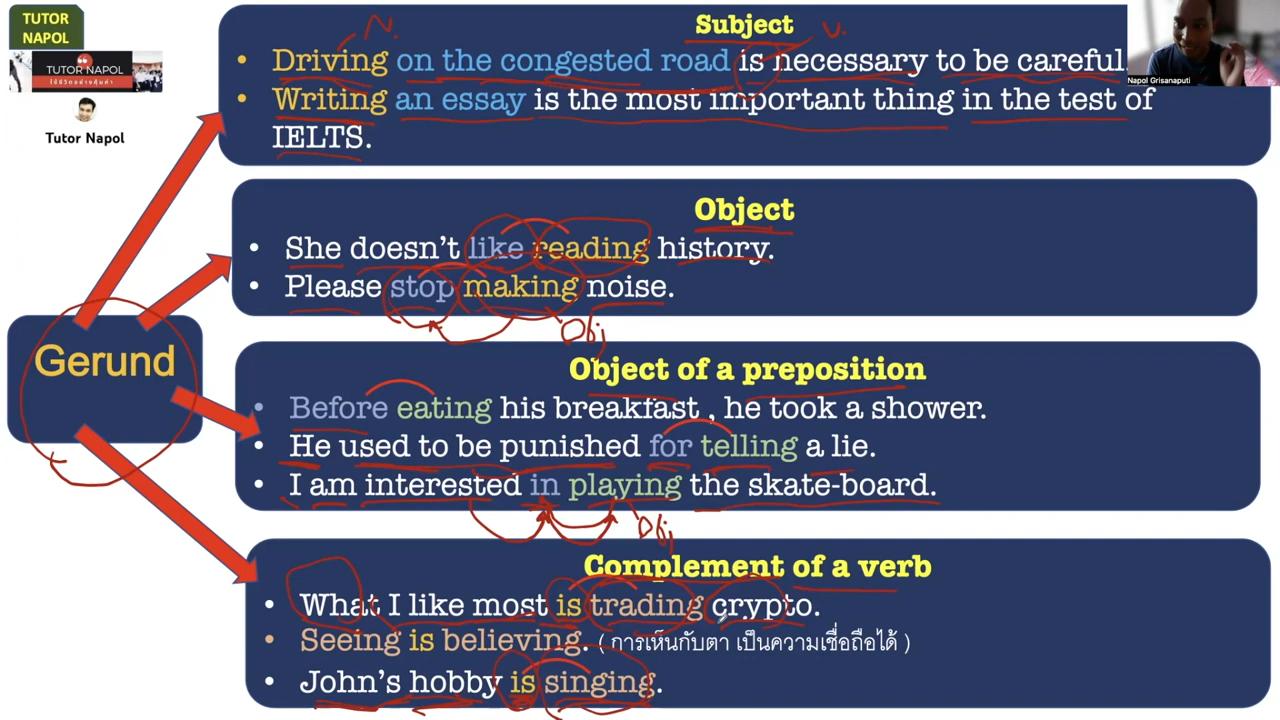 TUTOR
NAPOL
TUTOR NAPOL
Tutor Napol
Napol Grisanaputi
Gerund
Subject
N.
V.
• Driving on the congested road is necessary to be careful.
• Writing an essay is the most important thing in the test of
IELTS.
Object
• She doesn't like reading history.
• Please stop making noise.
Obj
Object of a preposition
• Before eating his breakfast , he took a shower.
• He used to be punished for telling a lie.
• I am interested in playing the skate-board.
Obj
Complement of a verb
• What I like most is trading crypto.
• Seeing is believing. ( การเห็นกับตา เป็นความเชื่อถือได้ )
• John's hobby is singing.